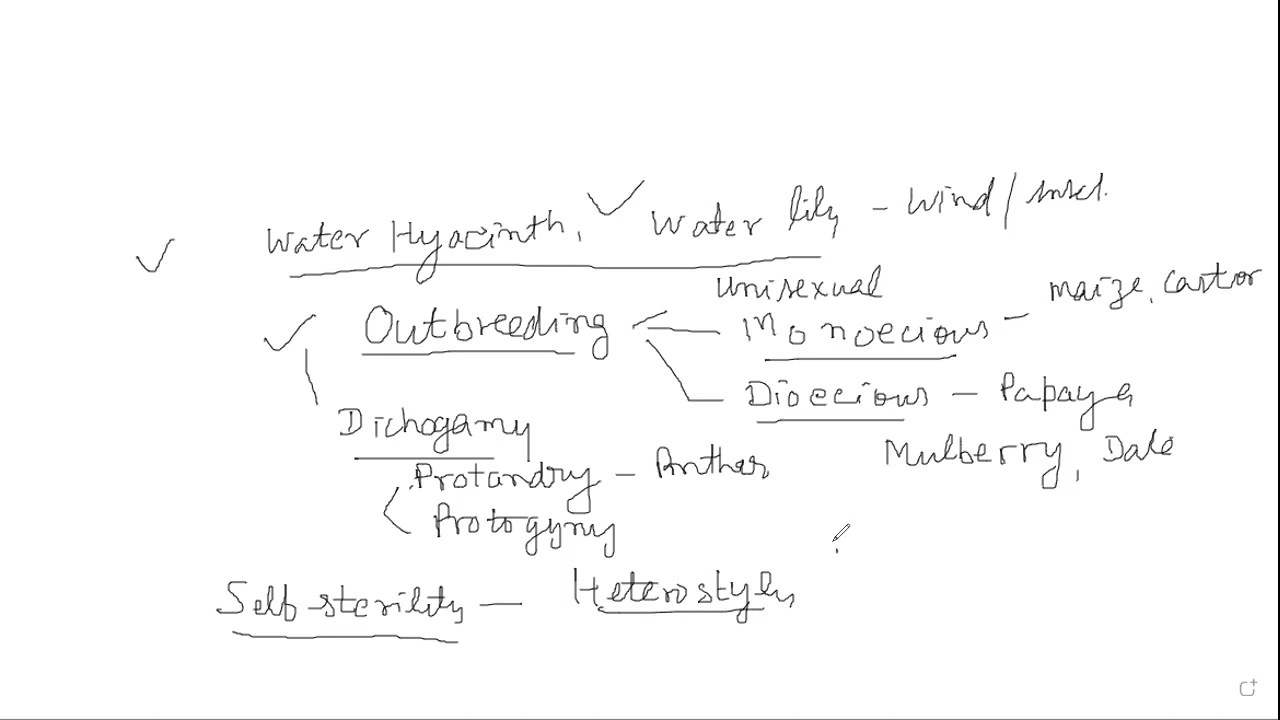 Water Hyacinth, Water lily - Wind / Insect.
Unisexual
Outbreeding Monoecious - maize, Castor
Dioecious - Papaya
Mulberry, Date
Dichogamy
Protandry - Anther
Protogyny
Self sterility - Heterostyly